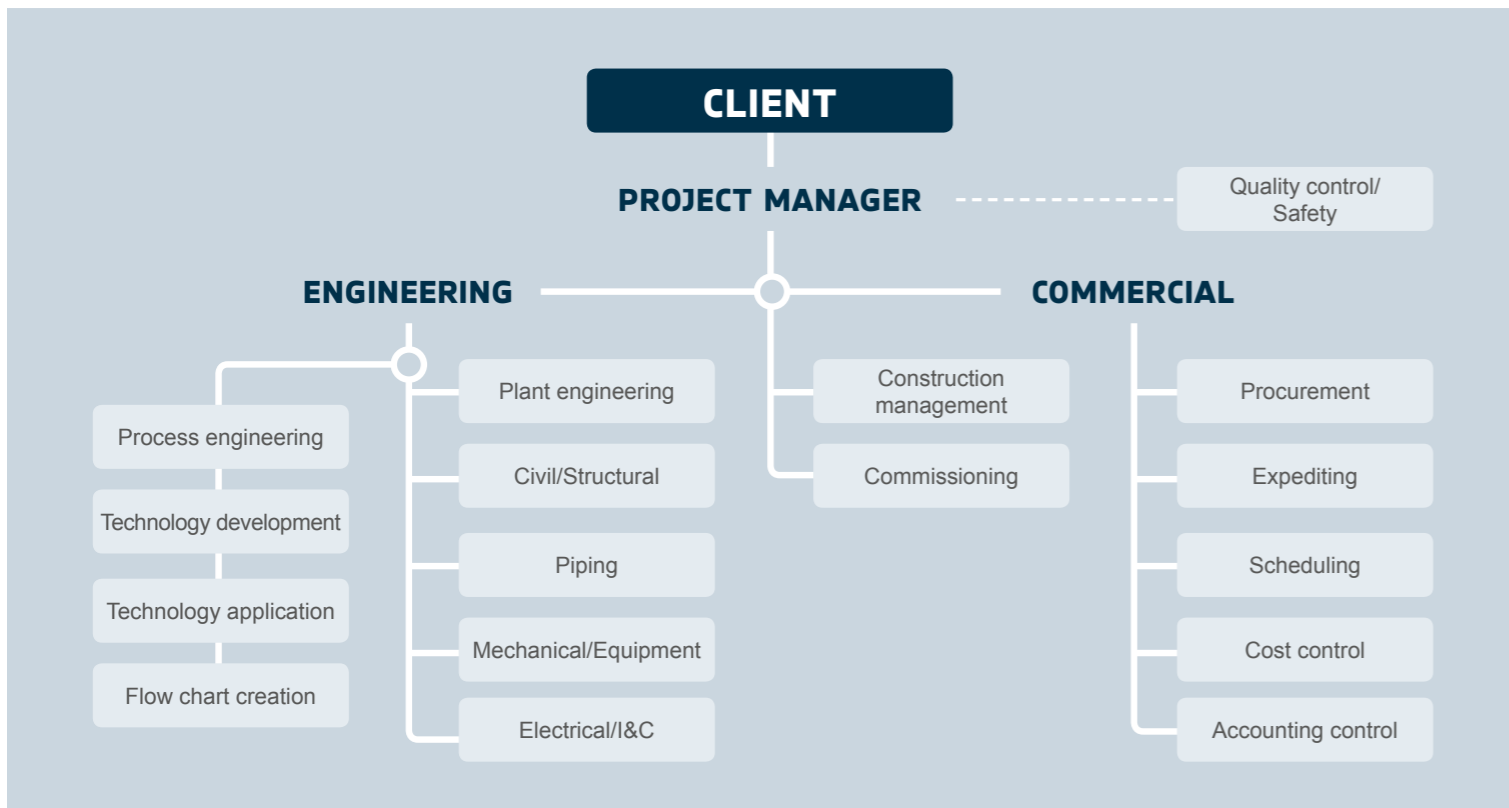 CLIENT
PROJECT MANAGER
Quality control/
Safety
ENGINEERING
COMMERCIAL
Process engineering
Technology development
Technology application
Flow chart creation
Plant engineering
Civil/Structural
Piping
Mechanical/Equipment
Electrical/I&C
Construction
management
Commissioning
Procurement
Expediting
Scheduling
Cost control
Accounting control